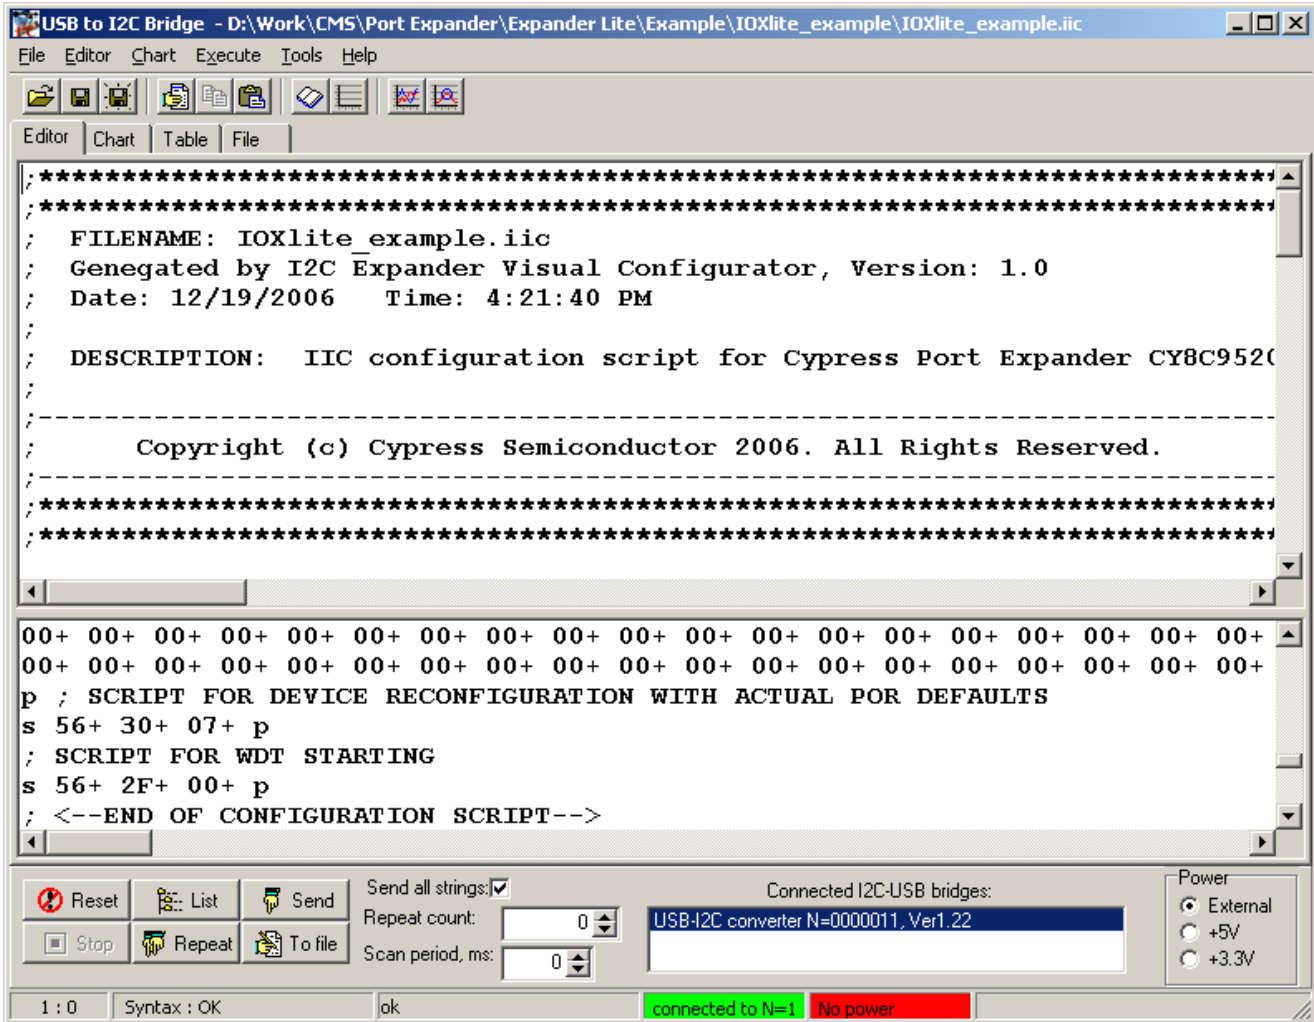 USB to I2C Bridge - D:\Work\CMS\Port Expander\Expander Lite\Example\IOXlite_example\IOXlite_example.iic
File Editor Chart Execute Tools Help
Editor Chart Table File
;***************************************************************************
;***************************************************************************
; FILENAME: IOXlite_example.iic
; Genegated by I2C Expander Visual Configurator, Version: 1.0
; Date: 12/19/2006 Time: 4:21:40 PM
;
; DESCRIPTION: IIC configuration script for Cypress Port Expander CY8C9520
;
;---------------------------------------------------------------------------
; Copyright (c) Cypress Semiconductor 2006. All Rights Reserved.
;---------------------------------------------------------------------------
;***************************************************************************
;***************************************************************************
00+ 00+ 00+ 00+ 00+ 00+ 00+ 00+ 00+ 00+ 00+ 00+ 00+ 00+ 00+ 00+ 00+ 00+ 00+
00+ 00+ 00+ 00+ 00+ 00+ 00+ 00+ 00+ 00+ 00+ 00+ 00+ 00+ 00+ 00+ 00+ 00+ 00+
p ; SCRIPT FOR DEVICE RECONFIGURATION WITH ACTUAL POR DEFAULTS
s 56+ 30+ 07+ p
; SCRIPT FOR WDT STARTING
s 56+ 2F+ 00+ p
; <--END OF CONFIGURATION SCRIPT-->
Reset List Send
Stop Repeat To file
Send all strings:
Repeat count: 0
Scan period, ms: 0
Connected I2C-USB bridges:
USB-I2C converter N=0000011, Ver1.22
Power
External
+5V
+3.3V
1 : 0 Syntax : OK ok connected to N=1 No power